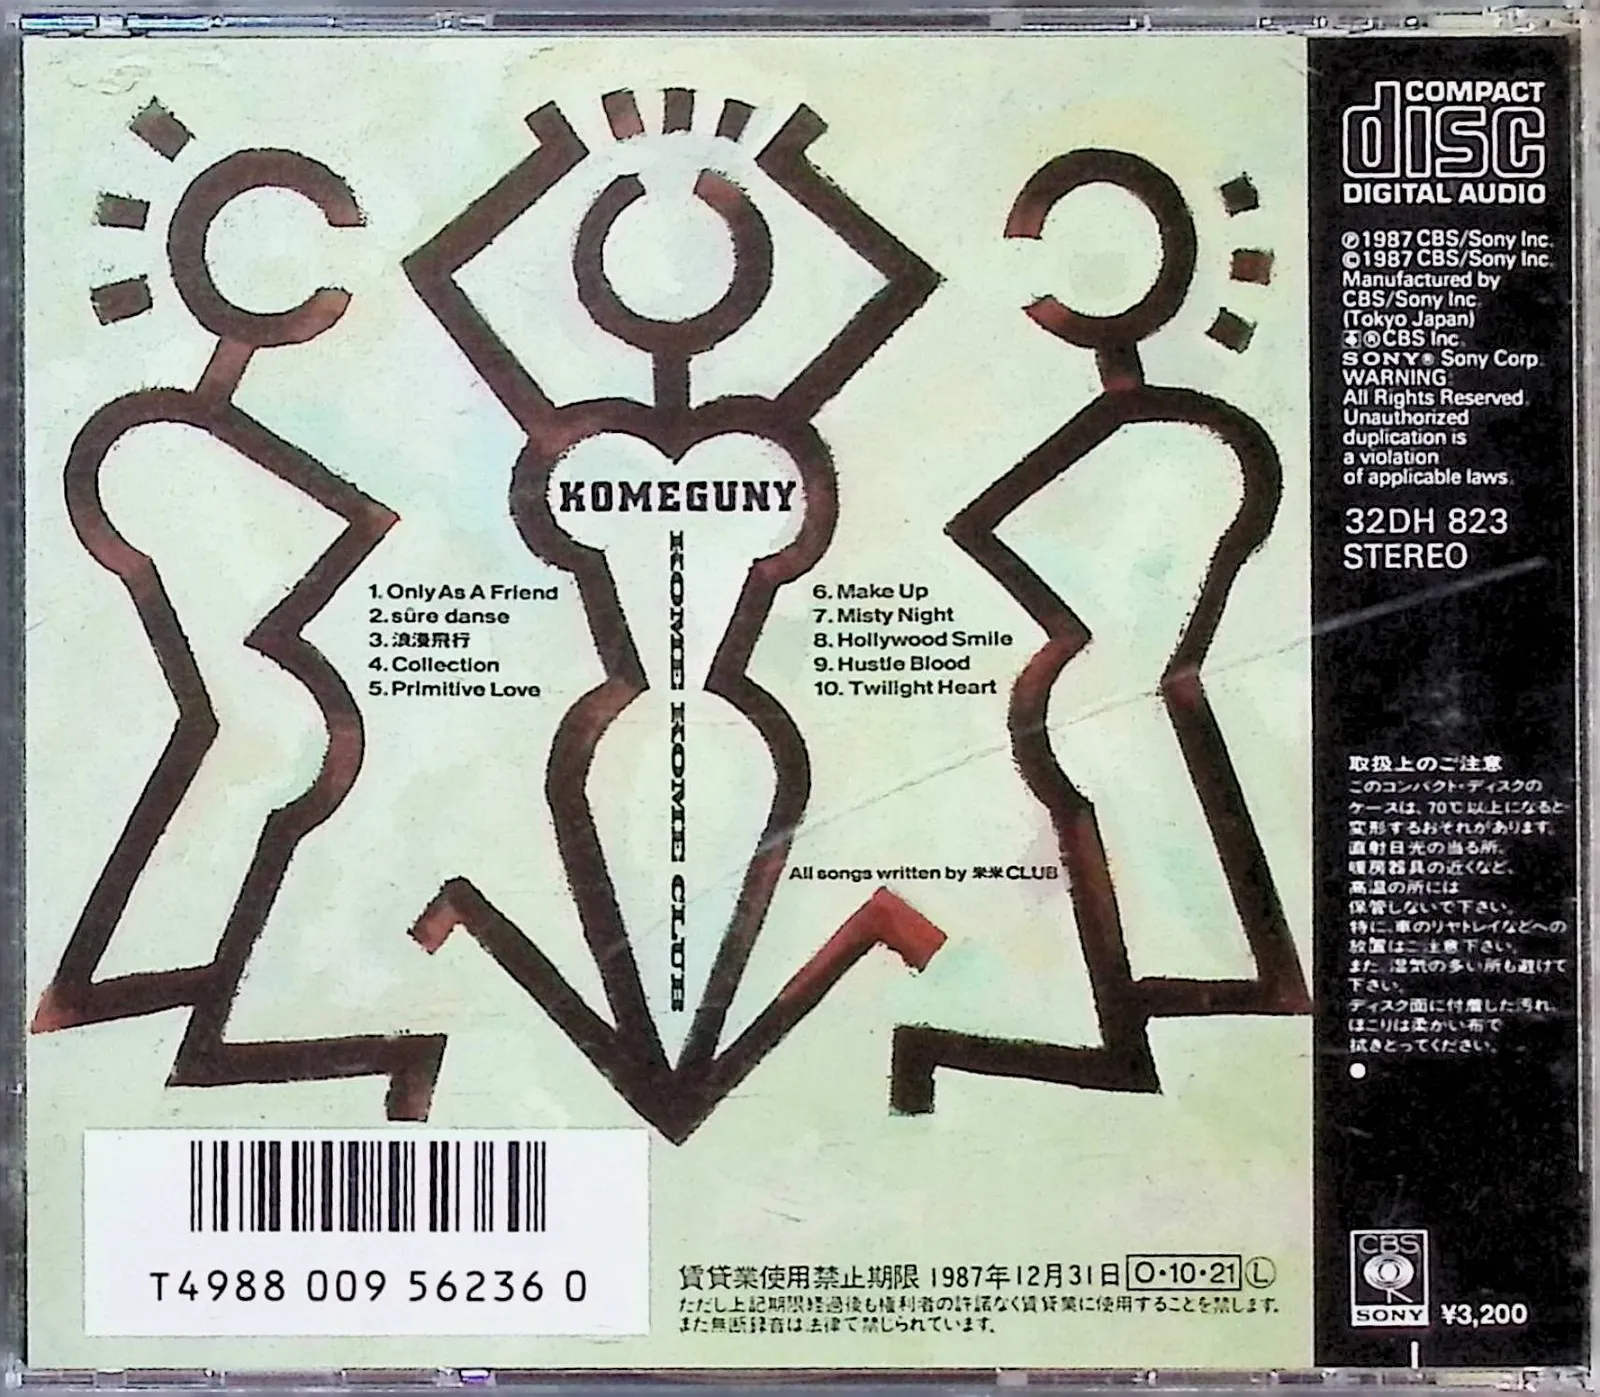 KOMEGUNY
KOME KOME CLUB
1. Only As A Friend
2. sûre danse
3. 浪漫飛行
4. Collection
5. Primitive Love
6. Make Up
7. Misty Night
8. Hollywood Smile
9. Hustle Blood
10. Twilight Heart
All songs written by 米米CLUB
T4988 009 56236 0
賃貸業使用禁止期限 1987年12月31日 O・10・21 Ⓛ
ただし上記期限経過後も権利者の許諾なく賃貸業に使用することを禁じます。
また無断録音は法律で禁じられています。
COMPACT
disc
DIGITAL AUDIO
℗1987 CBS/Sony Inc.
©1987 CBS/Sony Inc.
Manufactured by
CBS/Sony Inc.
(Tokyo Japan)
®CBS Inc.
SONY® Sony Corp.
WARNING:
All Rights Reserved.
Unauthorized
duplication is
a violation
of applicable laws.
32DH 823
STEREO
取扱上のご注意
このコンパクト・ディスクの
ケースは、70℃以上になると
変形するおそれがあります。
直射日光の当る所、
暖房器具の近くなど、
高温の所には
保管しないで下さい。
特に、車のリヤトレイなどへの
放置はご注意下さい。
また、湿気の多い所も避けて
下さい。
ディスク面に付着した汚れ、
ほこりは柔かい布で
拭きとってください。
CBS
SONY
¥3,200